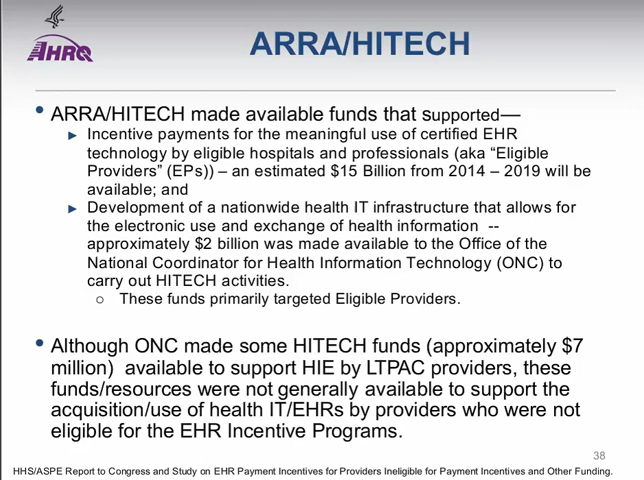 AHRQ
ARRA/HITECH
• ARRA/HITECH made available funds that supported—
► Incentive payments for the meaningful use of certified EHR
technology by eligible hospitals and professionals (aka “Eligible
Providers” (EPs)) – an estimated $15 Billion from 2014 – 2019 will be
available; and
► Development of a nationwide health IT infrastructure that allows for
the electronic use and exchange of health information --
approximately $2 billion was made available to the Office of the
National Coordinator for Health Information Technology (ONC) to
carry out HITECH activities.
○ These funds primarily targeted Eligible Providers.
• Although ONC made some HITECH funds (approximately $7
million) available to support HIE by LTPAC providers, these
funds/resources were not generally available to support the
acquisition/use of health IT/EHRs by providers who were not
eligible for the EHR Incentive Programs.
38
HHS/ASPE Report to Congress and Study on EHR Payment Incentives for Providers Ineligible for Payment Incentives and Other Funding.